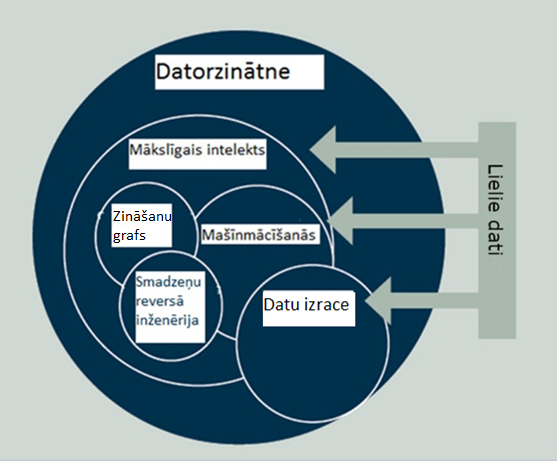 Datorzinātne
Mākslīgais intelekts
Zināšanu
grafs
Mašīnmācīšanās
Smadzeņu
reversā
inženērija
Datu izrace
Lielie dati